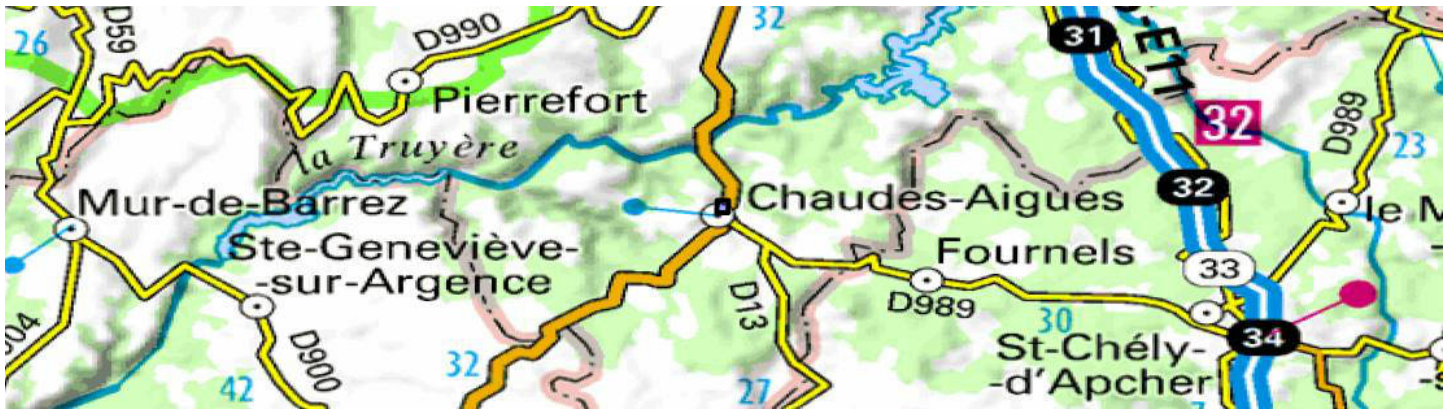 26
D59
D990
32
31
E11
32
D989
23
Pierrefort
la Truyère
Mur-de-Barrez
Chaudes-Aigues
32
le
Ste-Geneviève-
-sur-Argence
Fournels
33
D13
D989
30
34
St-Chély-
-d'Apcher
D900
42
32
27